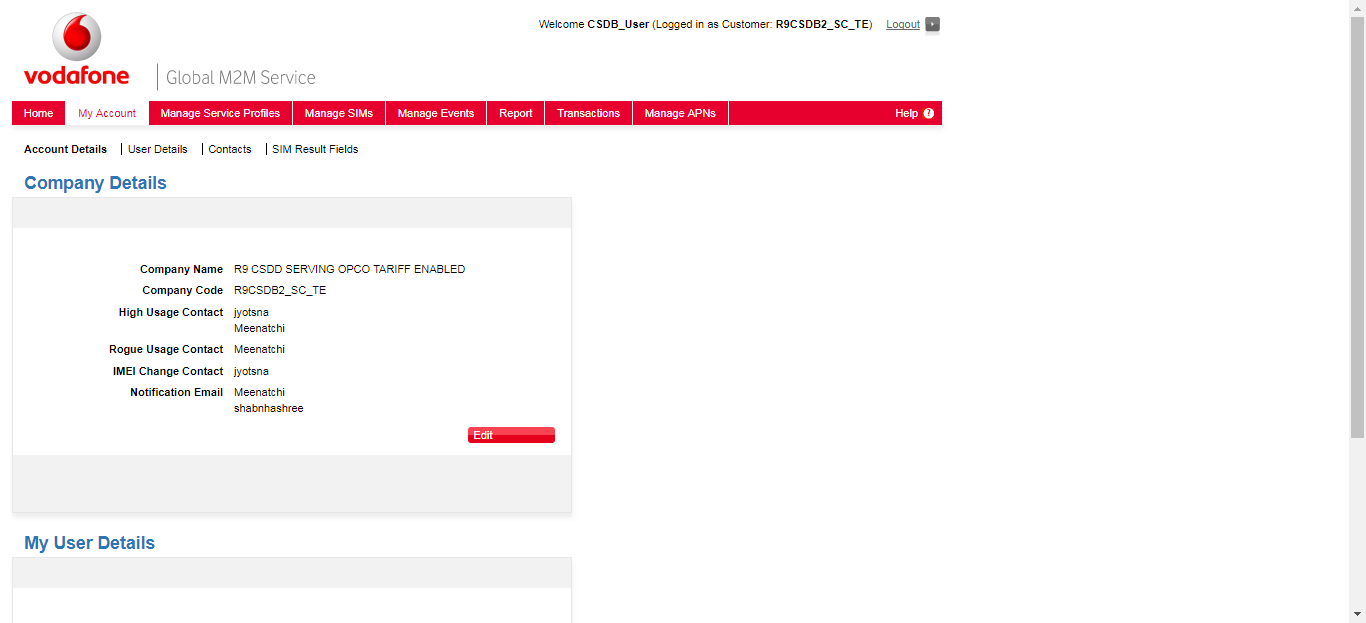 Welcome CSDB_User (Logged in as Customer: R9CSDB2_SC_TE) Logout
vodafone
Global M2M Service
Home My Account Manage Service Profiles Manage SIMs Manage Events Report Transactions Manage APNs Help ?
Account Details User Details Contacts SIM Result Fields
Company Details
Company Name R9 CSDD SERVING OPCO TARIFF ENABLED
Company Code R9CSDB2_SC_TE
High Usage Contact jyotsna
Meenatchi
Rogue Usage Contact Meenatchi
IMEI Change Contact jyotsna
Notification Email Meenatchi
shabnhashree
Edit
My User Details